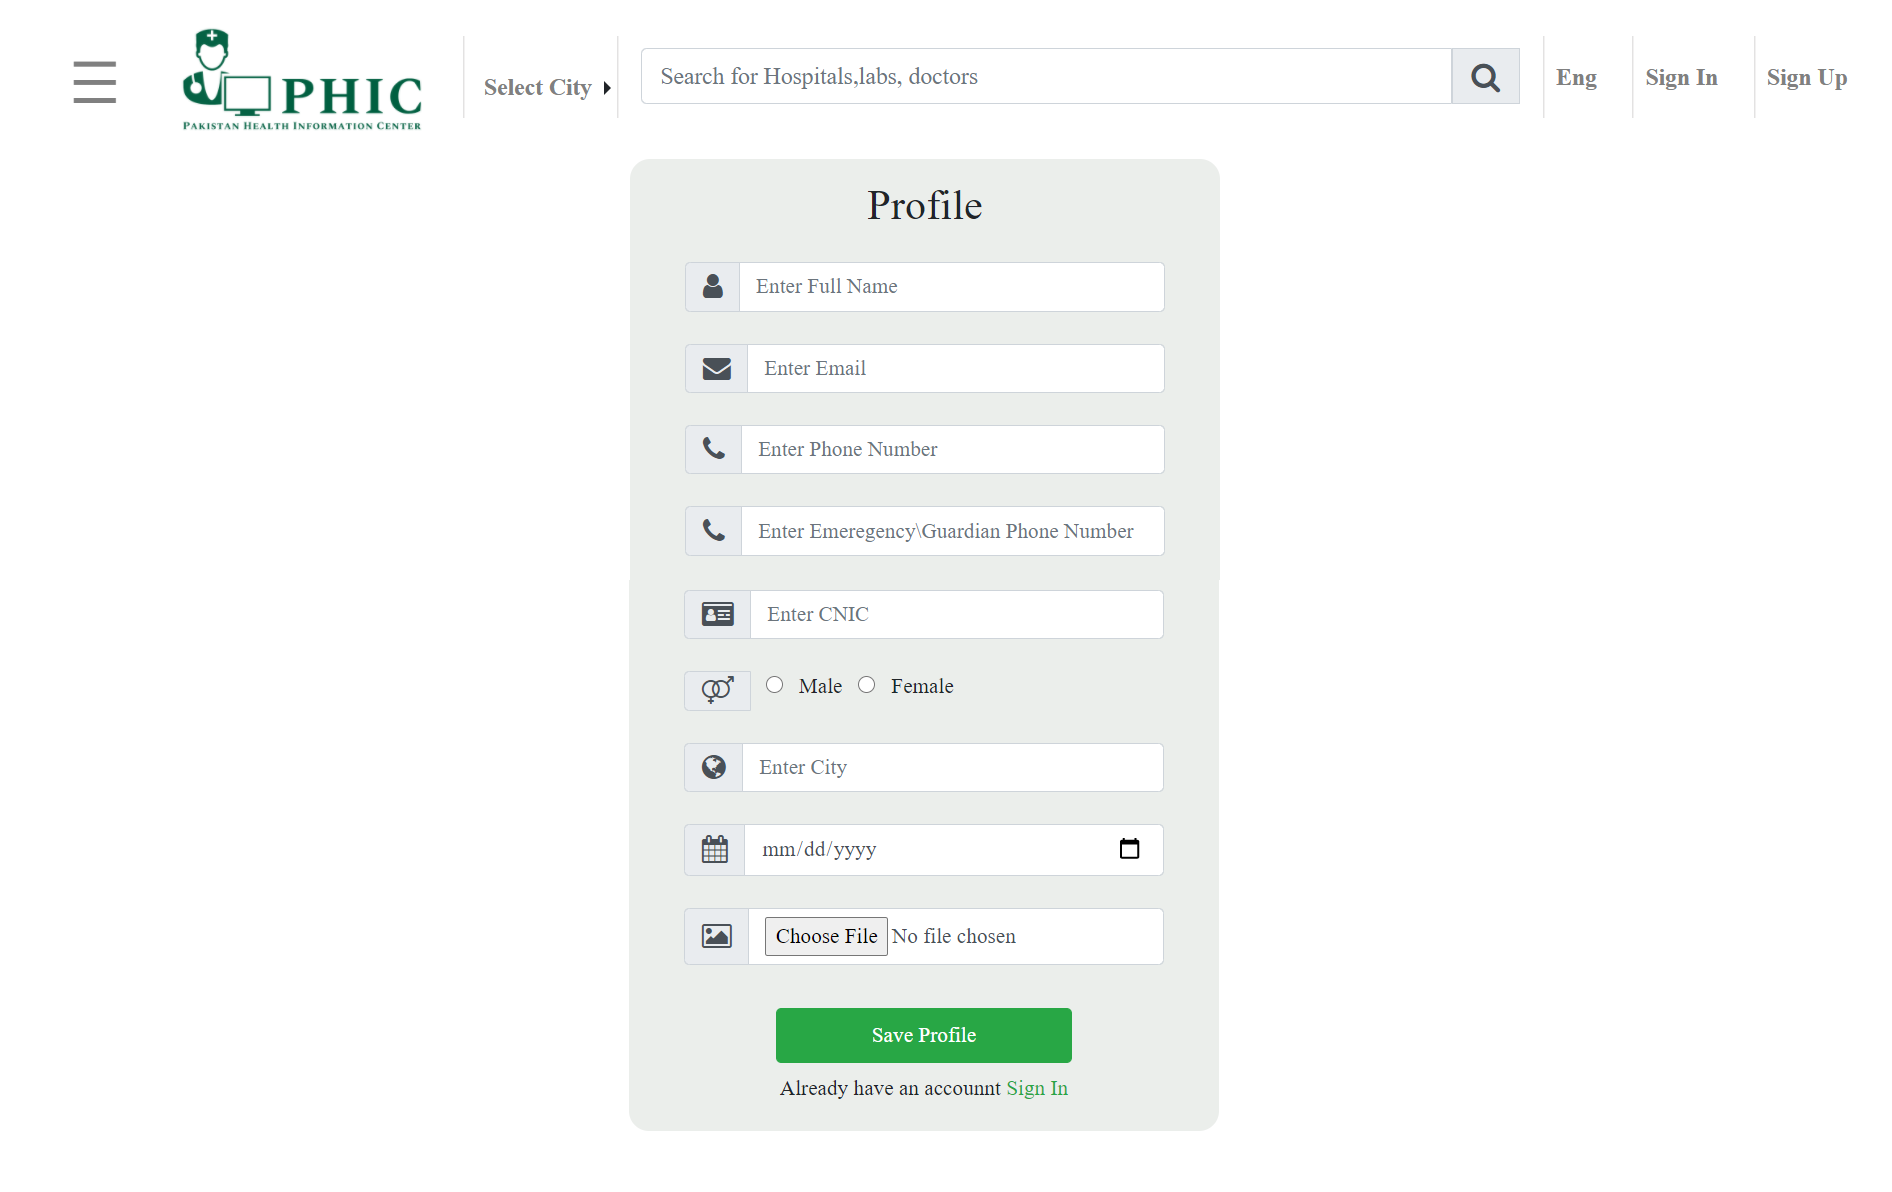 PHIC
PAKISTAN HEALTH INFORMATION CENTER
Select City
Search for Hospitals,labs, doctors
Eng
Sign In
Sign Up
Profile
Enter Full Name
Enter Email
Enter Phone Number
Enter Emeregency\Guardian Phone Number
Enter CNIC
Male Female
Enter City
mm/dd/yyyy
Choose File No file chosen
Save Profile
Already have an accounnt Sign In